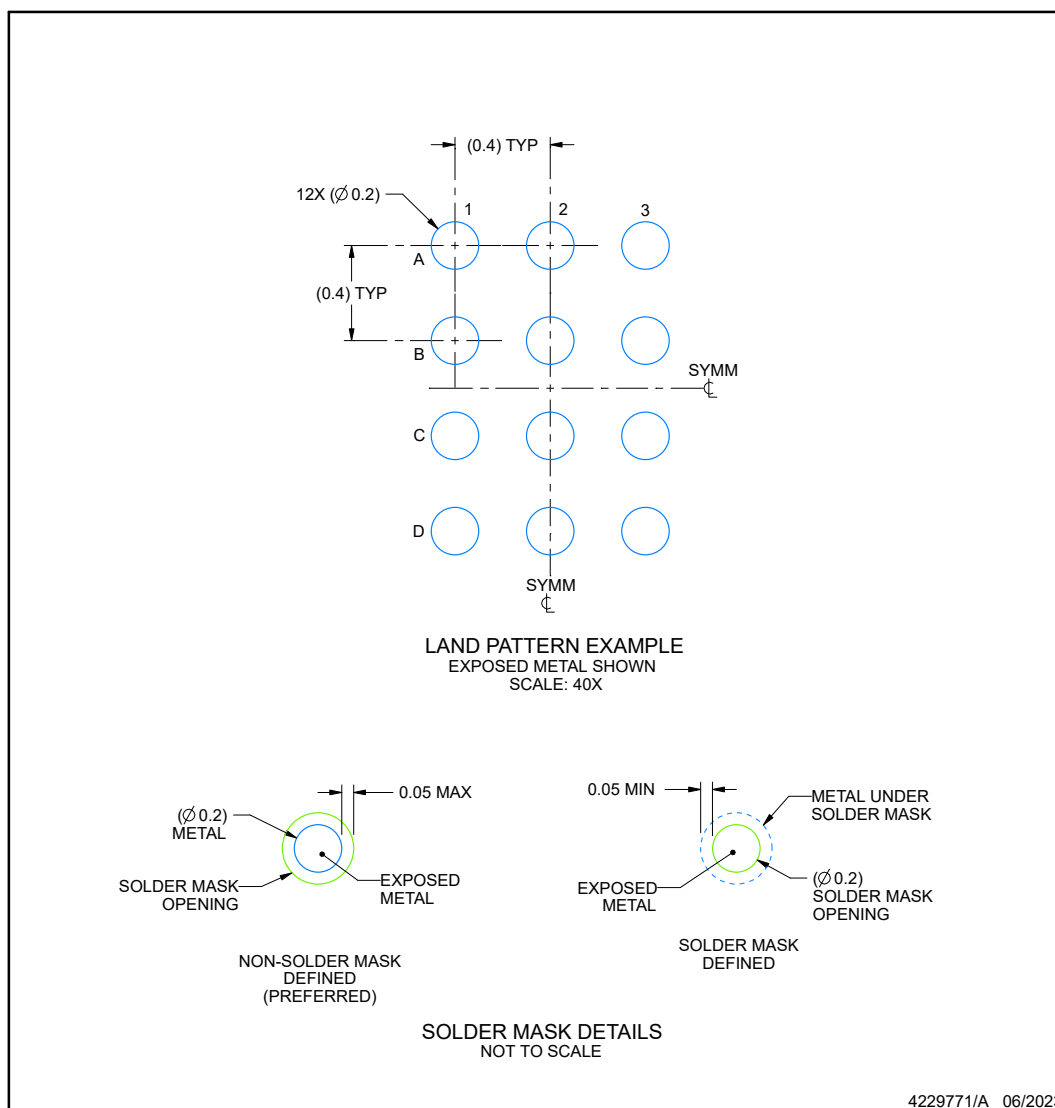 (0.4) TYP
12X (∅ 0.2)
1
2
3
A
(0.4) TYP
B
SYMM
C
D
SYMM
LAND PATTERN EXAMPLE
EXPOSED METAL SHOWN
SCALE: 40X
0.05 MAX
(∅ 0.2)
METAL
SOLDER MASK
OPENING
EXPOSED
METAL
NON-SOLDER MASK
DEFINED
(PREFERRED)
0.05 MIN
METAL UNDER
SOLDER MASK
EXPOSED
METAL
(∅ 0.2)
SOLDER MASK
OPENING
SOLDER MASK
DEFINED
SOLDER MASK DETAILS
NOT TO SCALE
4229771/A 06/2023